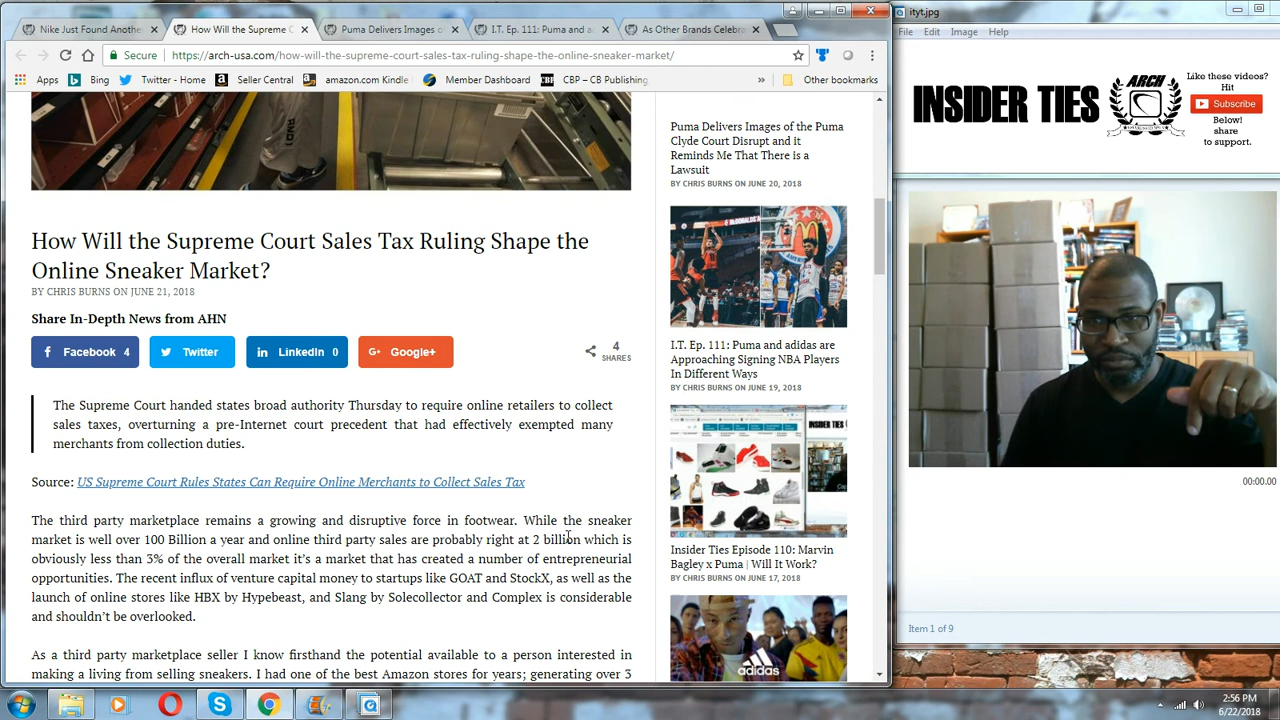 Nike Just Found Anothe
How Will the Supreme C
Puma Delivers Images of
I.T. Ep. 111: Puma and ad
As Other Brands Celebra
Secure
https://arch-usa.com/how-will-the-supreme-court-sales-tax-ruling-shape-the-online-sneaker-market/
Apps
Bing
Twitter - Home
Seller Central
amazon.com Kindle
Member Dashboard
CBP
CBP – CB Publishing
»
Other bookmarks
How Will the Supreme Court Sales Tax Ruling Shape the
Online Sneaker Market?
BY CHRIS BURNS ON JUNE 21, 2018
Share In-Depth News from AHN
Facebook 4
Twitter
LinkedIn 0
Google+
4
SHARES
The Supreme Court handed states broad authority Thursday to require online retailers to collect
sales taxes, overturning a pre-Internet court precedent that had effectively exempted many
merchants from collection duties.
Source: US Supreme Court Rules States Can Require Online Merchants to Collect Sales Tax
The third party marketplace remains a growing and disruptive force in footwear. While the sneaker
market is well over 100 Billion a year and online third party sales are probably right at 2 billion which is
obviously less than 3% of the overall market it's a market that has created a number of entrepreneurial
opportunities. The recent influx of venture capital money to startups like GOAT and StockX, as well as the
launch of online stores like HBX by Hypebeast, and Slang by Solecollector and Complex is considerable
and shouldn't be overlooked.
As a third party marketplace seller I know firsthand the potential available to a person interested in
making a living from selling sneakers. I had one of the best Amazon stores for years; generating over 3
Puma Delivers Images of the Puma
Clyde Court Disrupt and it
Reminds Me That There is a
Lawsuit
BY CHRIS BURNS ON JUNE 20, 2018
I.T. Ep. 111: Puma and adidas are
Approaching Signing NBA Players
In Different Ways
BY CHRIS BURNS ON JUNE 19, 2018
Insider Ties Episode 110: Marvin
Bagley x Puma | Will It Work?
BY CHRIS BURNS ON JUNE 17, 2018
adidas
ityt.jpg
File Edit Image Help
INSIDER TIES
ARCH
Like these videos?
Hit
Subscribe
Below!
share
to support.
00:00.00
Item 1 of 9
2:56 PM
6/22/2018